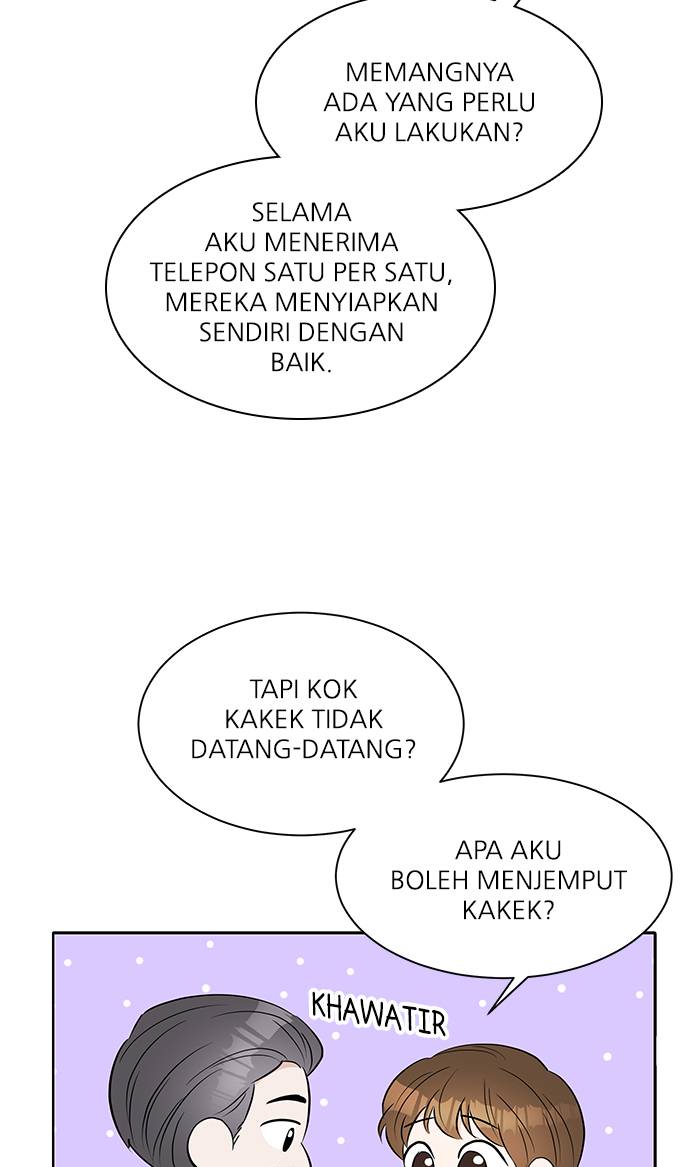 MEMANGNYA
ADA YANG PERLU
AKU LAKUKAN?
SELAMA
AKU MENERIMA
TELEPON SATU PER SATU,
MEREKA MENYIAPKAN
SENDIRI DENGAN
BAIK.
TAPI KOK
KAKEK TIDAK
DATANG-DATANG?
APA AKU
BOLEH MENJEMPUT
KAKEK?
KHAWATIR